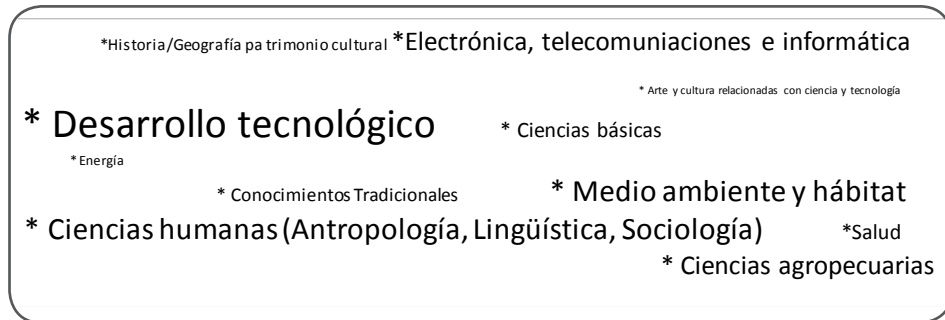 *Historia/Geografía pa trimonio cultural *Electrónica, telecomuniaciones e informática
* Arte y cultura relacionadas con ciencia y tecnología
* Desarrollo tecnológico * Ciencias básicas
* Energía
* Conocimientos Tradicionales * Medio ambiente y hábitat
* Ciencias humanas (Antropología, Lingüística, Sociología) *Salud
* Ciencias agropecuarias